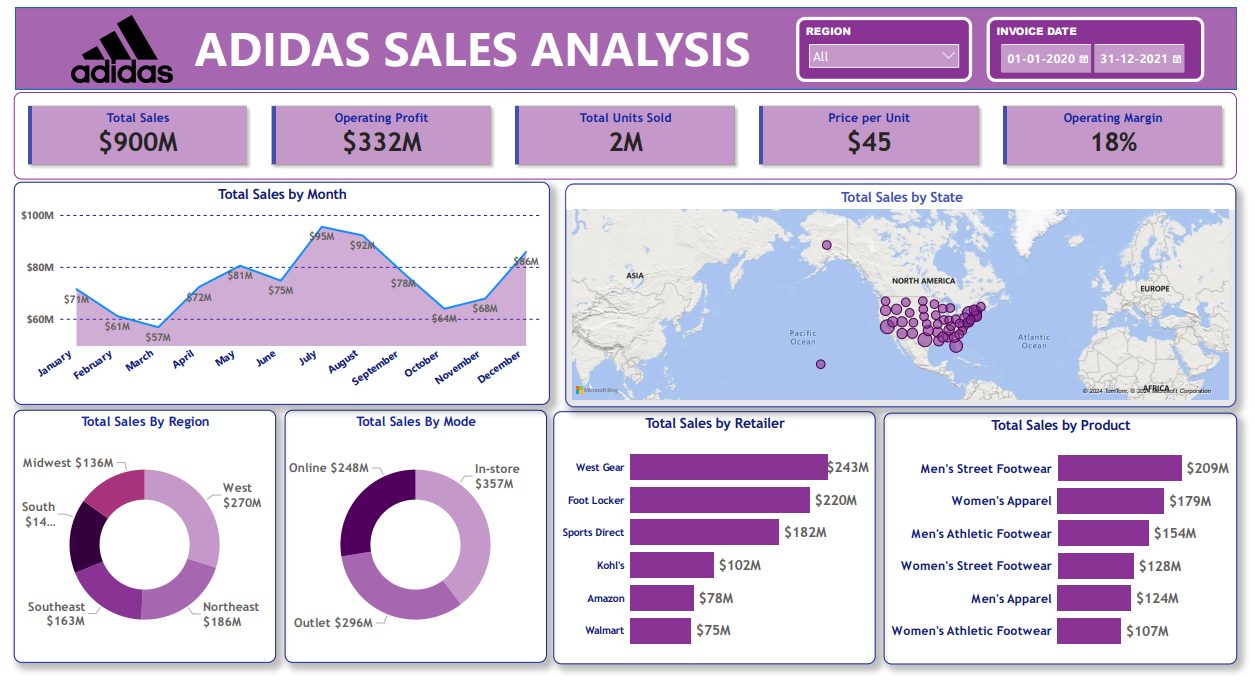 adidas
ADIDAS SALES ANALYSIS
REGION
All
INVOICE DATE
01-01-2020
31-12-2021
Total Sales
$900M
Operating Profit
$332M
Total Units Sold
2M
Price per Unit
$45
Operating Margin
18%
Total Sales by Month
$100M
$80M
$60M
$71M
$61M
$57M
$72M
$81M
$75M
$95M
$92M
$78M
$64M
$68M
$86M
January
February
March
April
May
June
July
August
September
October
November
December
Total Sales by State
ASIA
NORTH AMERICA
EUROPE
Pacific
Ocean
Atlantic
Ocean
AFRICA
Microsoft Bing
© 2024 TomTom, © 2024 Microsoft Corporation
Total Sales By Region
Midwest $136M
West
$270M
South
$14...
Southeast
$163M
Northeast
$186M
Total Sales By Mode
Online $248M
In-store
$357M
Outlet $296M
Total Sales by Retailer
West Gear
$243M
Foot Locker
$220M
Sports Direct
$182M
Kohl's
$102M
Amazon
$78M
Walmart
$75M
Total Sales by Product
Men's Street Footwear
$209M
Women's Apparel
$179M
Men's Athletic Footwear
$154M
Women's Street Footwear
$128M
Men's Apparel
$124M
Women's Athletic Footwear
$107M